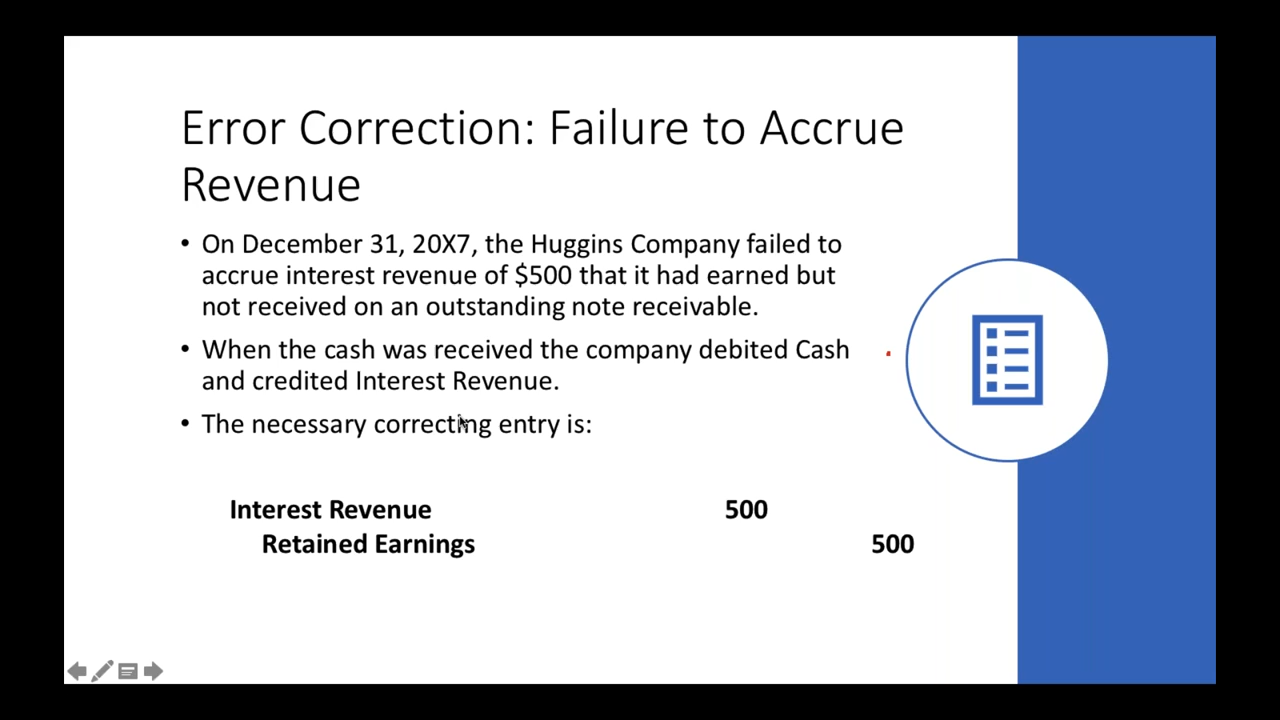 Error Correction: Failure to Accrue
Revenue
• On December 31, 20X7, the Huggins Company failed to
accrue interest revenue of $500 that it had earned but
not received on an outstanding note receivable.
• When the cash was received the company debited Cash
and credited Interest Revenue.
• The necessary correcting entry is:
Interest Revenue 500
Retained Earnings 500